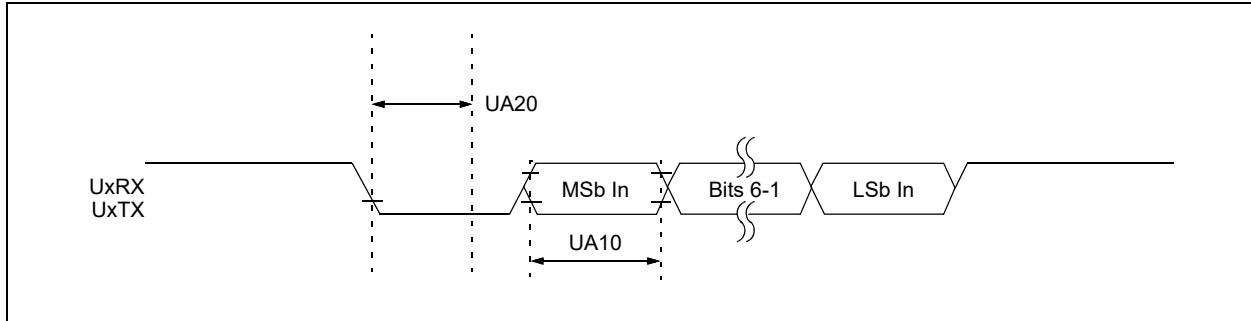 UA20
UxRX
UxTX
MSb In
Bits 6-1
LSb In
UA10